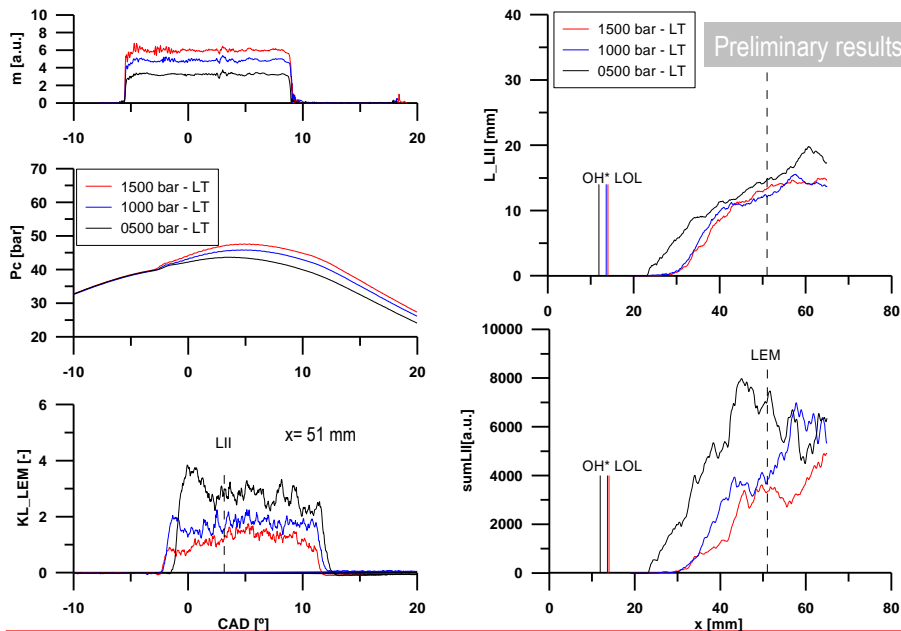 m [a.u.]
10
8
6
4
2
0
-10
0
10
20
Pc [bar]
70
60
50
40
30
20
1500 bar - LT
1000 bar - LT
0500 bar - LT
-10
0
10
20
KL_LEM [-]
6
4
2
0
LII
x= 51 mm
-10
0
10
20
CAD [º]
1500 bar - LT
1000 bar - LT
0500 bar - LT
Preliminary results
L_LII [mm]
40
30
20
10
0
OH* LOL
0
20
40
60
80
sumLII[a.u.]
10000
8000
6000
4000
2000
0
LEM
OH* LOL
0
20
40
60
80
x [mm]